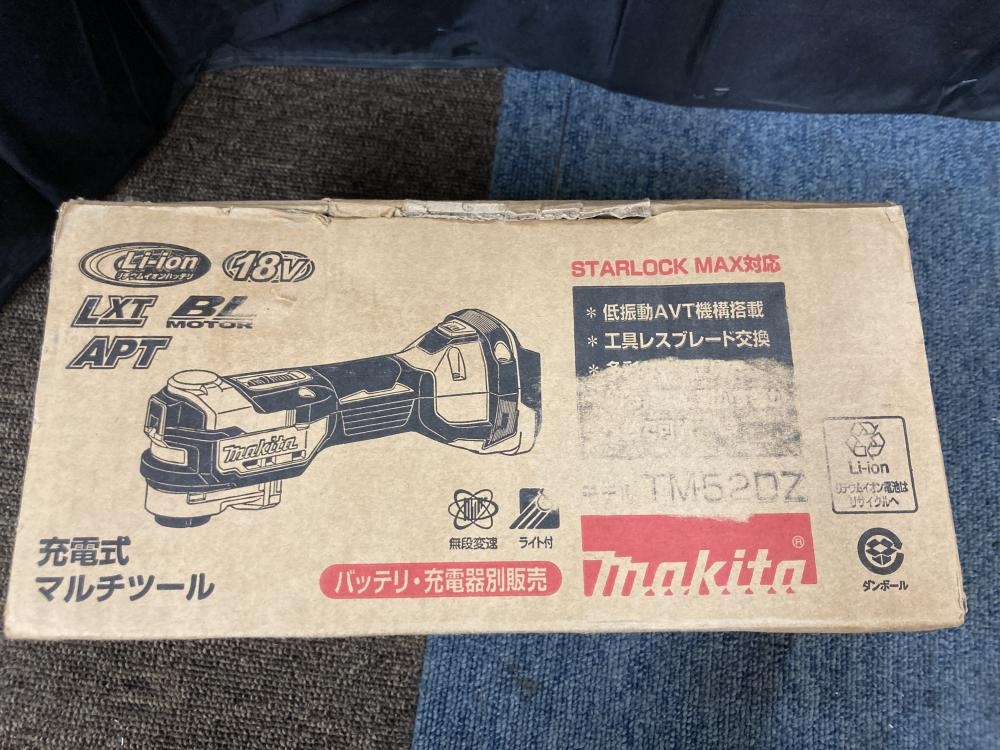 Li-ion
リチウムイオンバッテリ
18V
LXT
BL
MOTOR
APT
makita
充電式
マルチツール
無段変速
ライト付
バッテリ・充電器別販売
STARLOCK MAX対応
* 低振動AVT機構搭載
* 工具レスブレード交換
*
TM52DZ
makita
®
Li-ion
リチウムイオン電池は
リサイクルへ
ダンボール